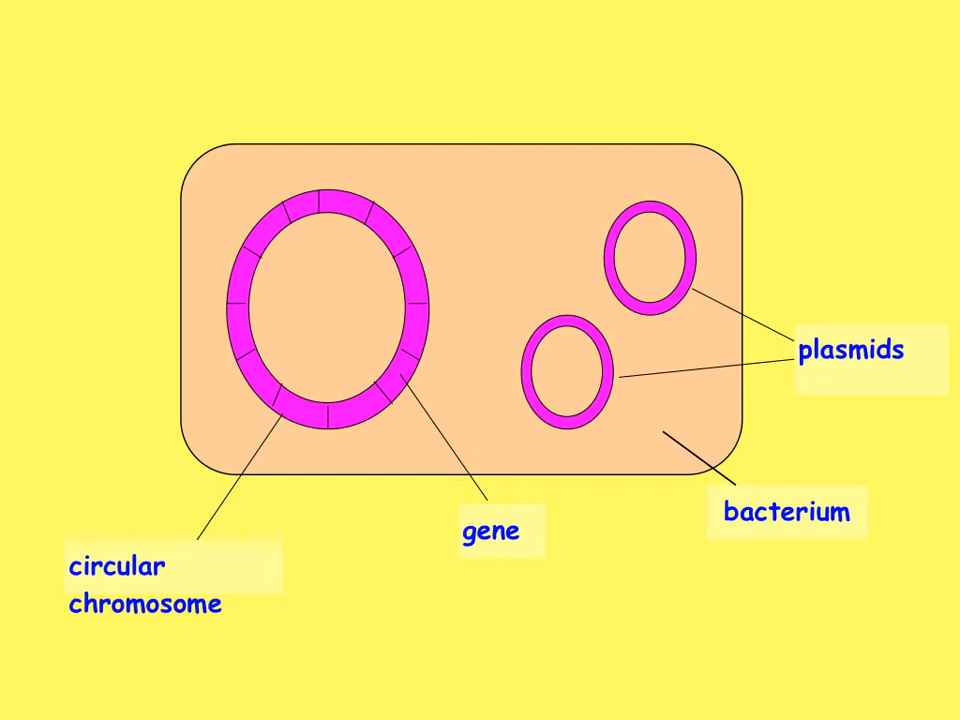 plasmids
bacterium
gene
circular
chromosome